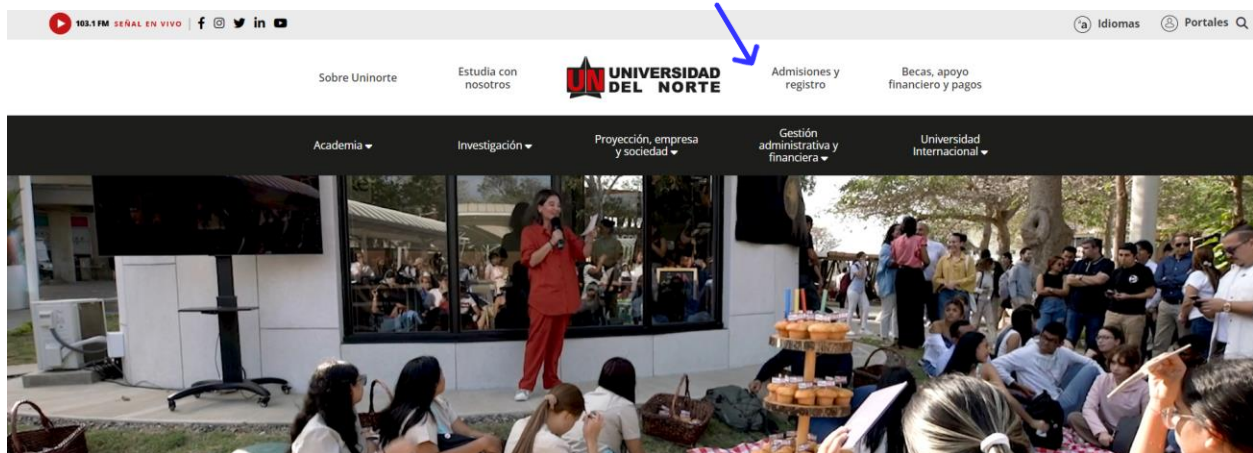 103.1 FM SEÑAL EN VIVO
Idiomas
Portales
Sobre Uninorte
Estudia con
nosotros
UN UNIVERSIDAD
DEL NORTE
Admisiones y
registro
Becas, apoyo
financiero y pagos
Academia
Investigación
Proyección, empresa
y sociedad
Gestión
administrativa y
financiera
Universidad
Internacional